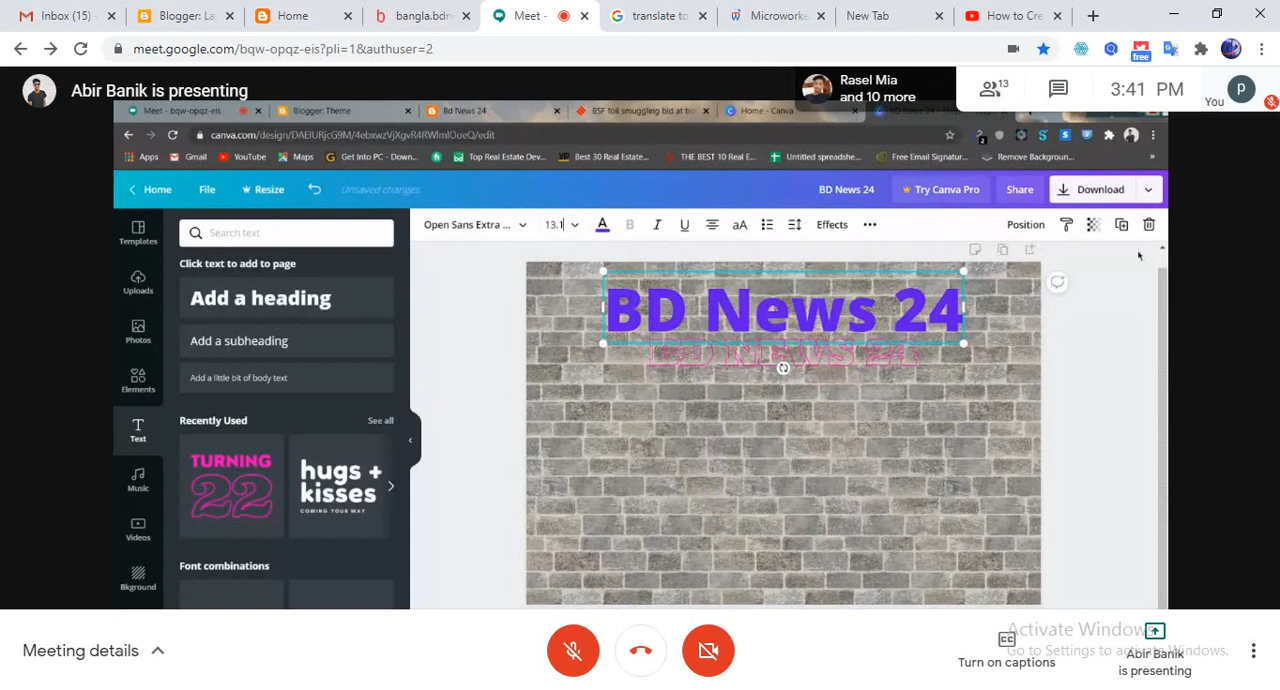 Inbox (15) -
Blogger: La
Home
bangla.bdn
Meet -
translate to
Microworke
New Tab
How to Cre
meet.google.com/bqw-opqz-eis?pli=1&authuser=2
free
Abir Banik is presenting
Rasel Mia
and 10 more
13
3:41 PM
P
You
Meet - bqw-opqz-eis
Blogger: Theme
Bd News 24
BSF foil smuggling bid at bo
Home - Canva
Apps
Gmail
YouTube
Maps
Get Into PC - Down...
Top Real Estate Dev...
Best 30 Real Estate...
THE BEST 10 Real E...
Untitled spreadshe...
Free Email Signatur...
Remove Backgroun...
Home
File
Resize
Unsaved changes
BD News 24
Try Canva Pro
Share
Download
Templates
Uploads
Photos
Elements
Text
Music
Videos
Bkground
Search text
Click text to add to page
Add a heading
Add a subheading
Add a little bit of body text
Recently Used
See all
TURNING
22
hugs +
kisses
COMING YOUR WAY
Font combinations
Open Sans Extra ...
13.1
A
B
I
U
aA
Effects
Position
BD News 24
BD NEWS 24
Meeting details
Turn on captions
Abir Banik
is presenting
Activate Windows
Go to Settings to activate Windows.